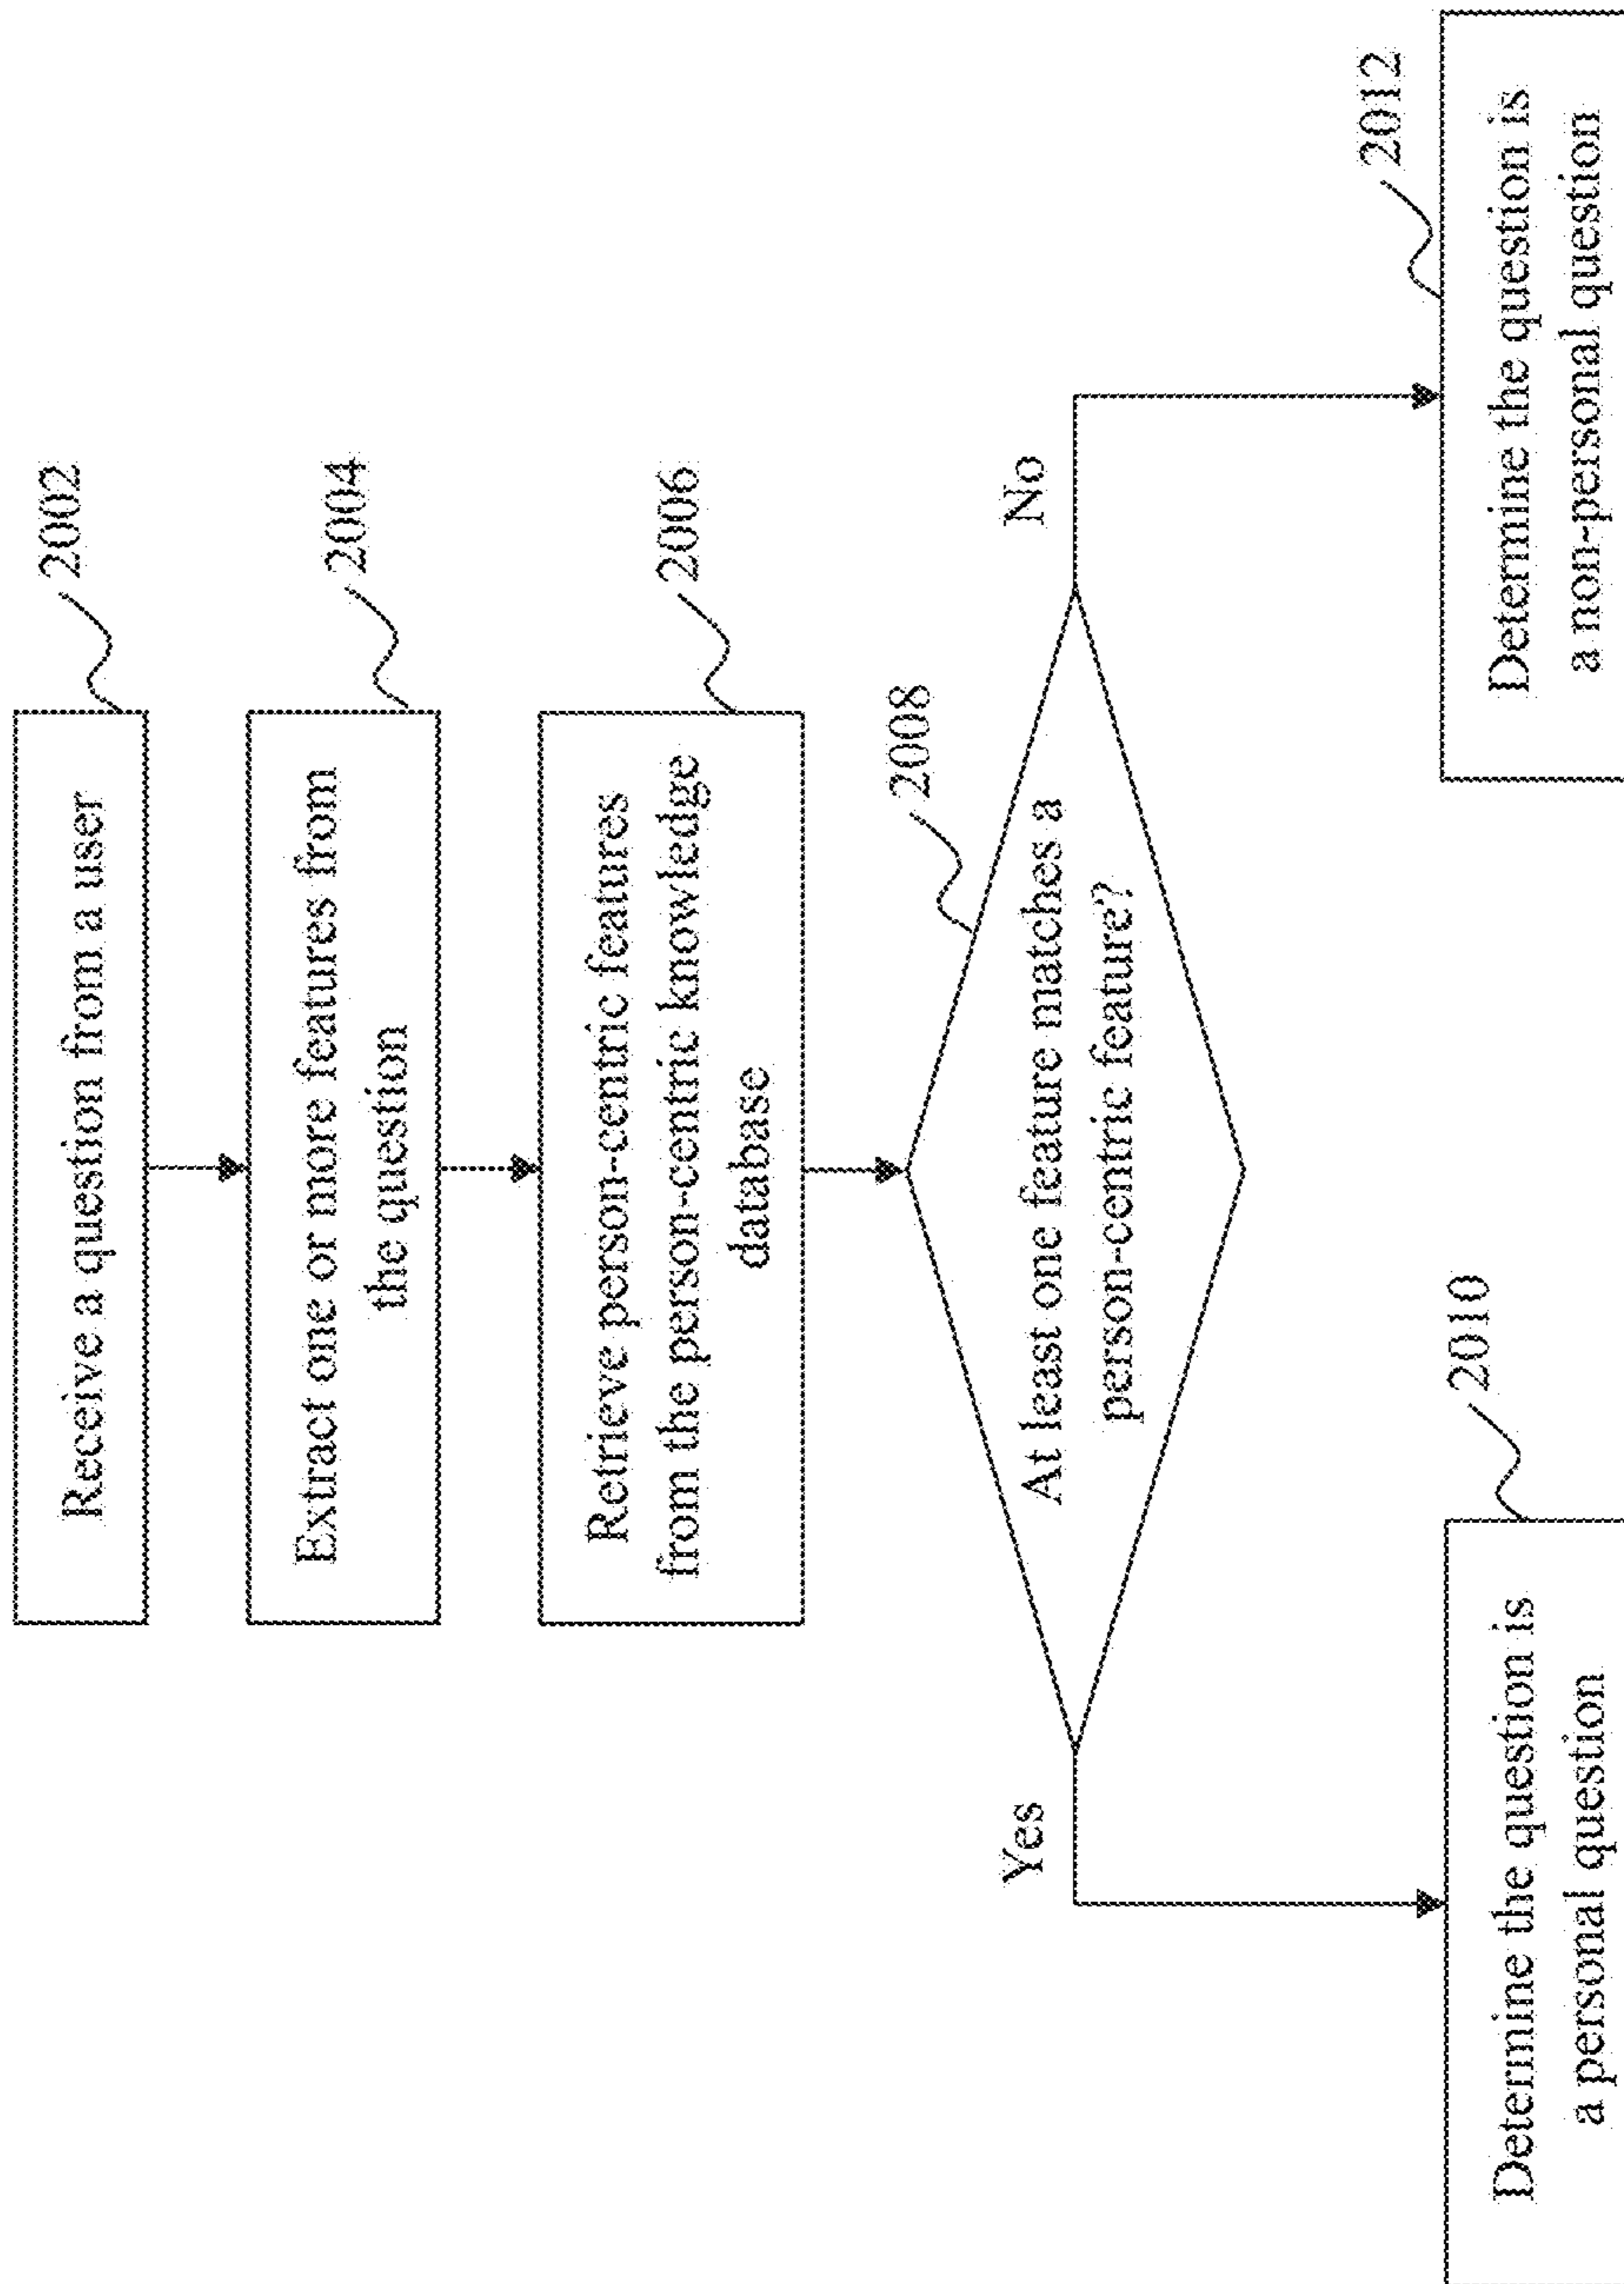 Receive a question from a user
2002
Extract one or more features from
the question
2004
Retrieve person-centric features
from the person-centric knowledge
database
2006
At least one feature matches a
person-centric feature?
2008
Yes
No
Determine the question is
a personal question
2010
Determine the question is
a non-personal question
2012